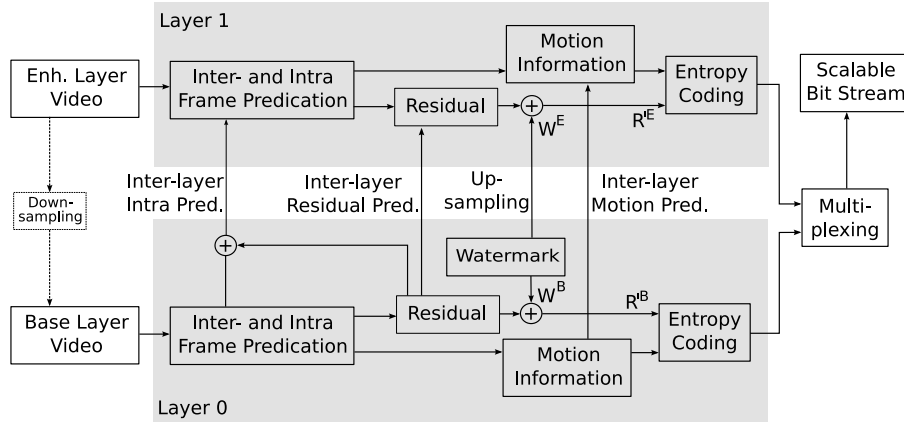 Layer 1
Enh. Layer
Video
Inter- and Intra
Frame Predication
Motion
Information
Residual
+
W^E
R'^E
Entropy
Coding
Scalable
Bit Stream
Down-
sampling
Inter-layer
Intra Pred.
Inter-layer
Residual Pred.
Up-
sampling
Inter-layer
Motion Pred.
Multi-
plexing
+
Watermark
Base Layer
Video
Inter- and Intra
Frame Predication
Residual
+
W^B
R'^B
Motion
Information
Entropy
Coding
Layer 0